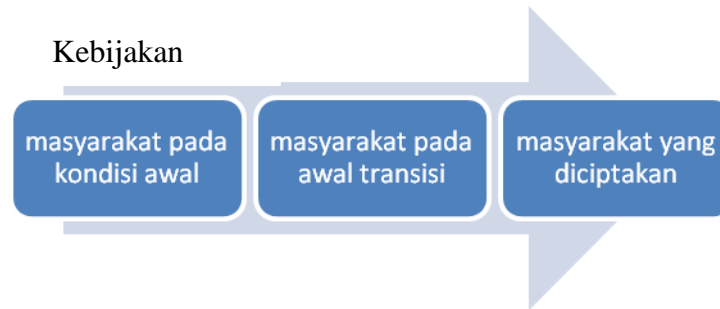 Kebijakan
masyarakat pada
kondisi awal
masyarakat pada
awal transisi
masyarakat yang
diciptakan